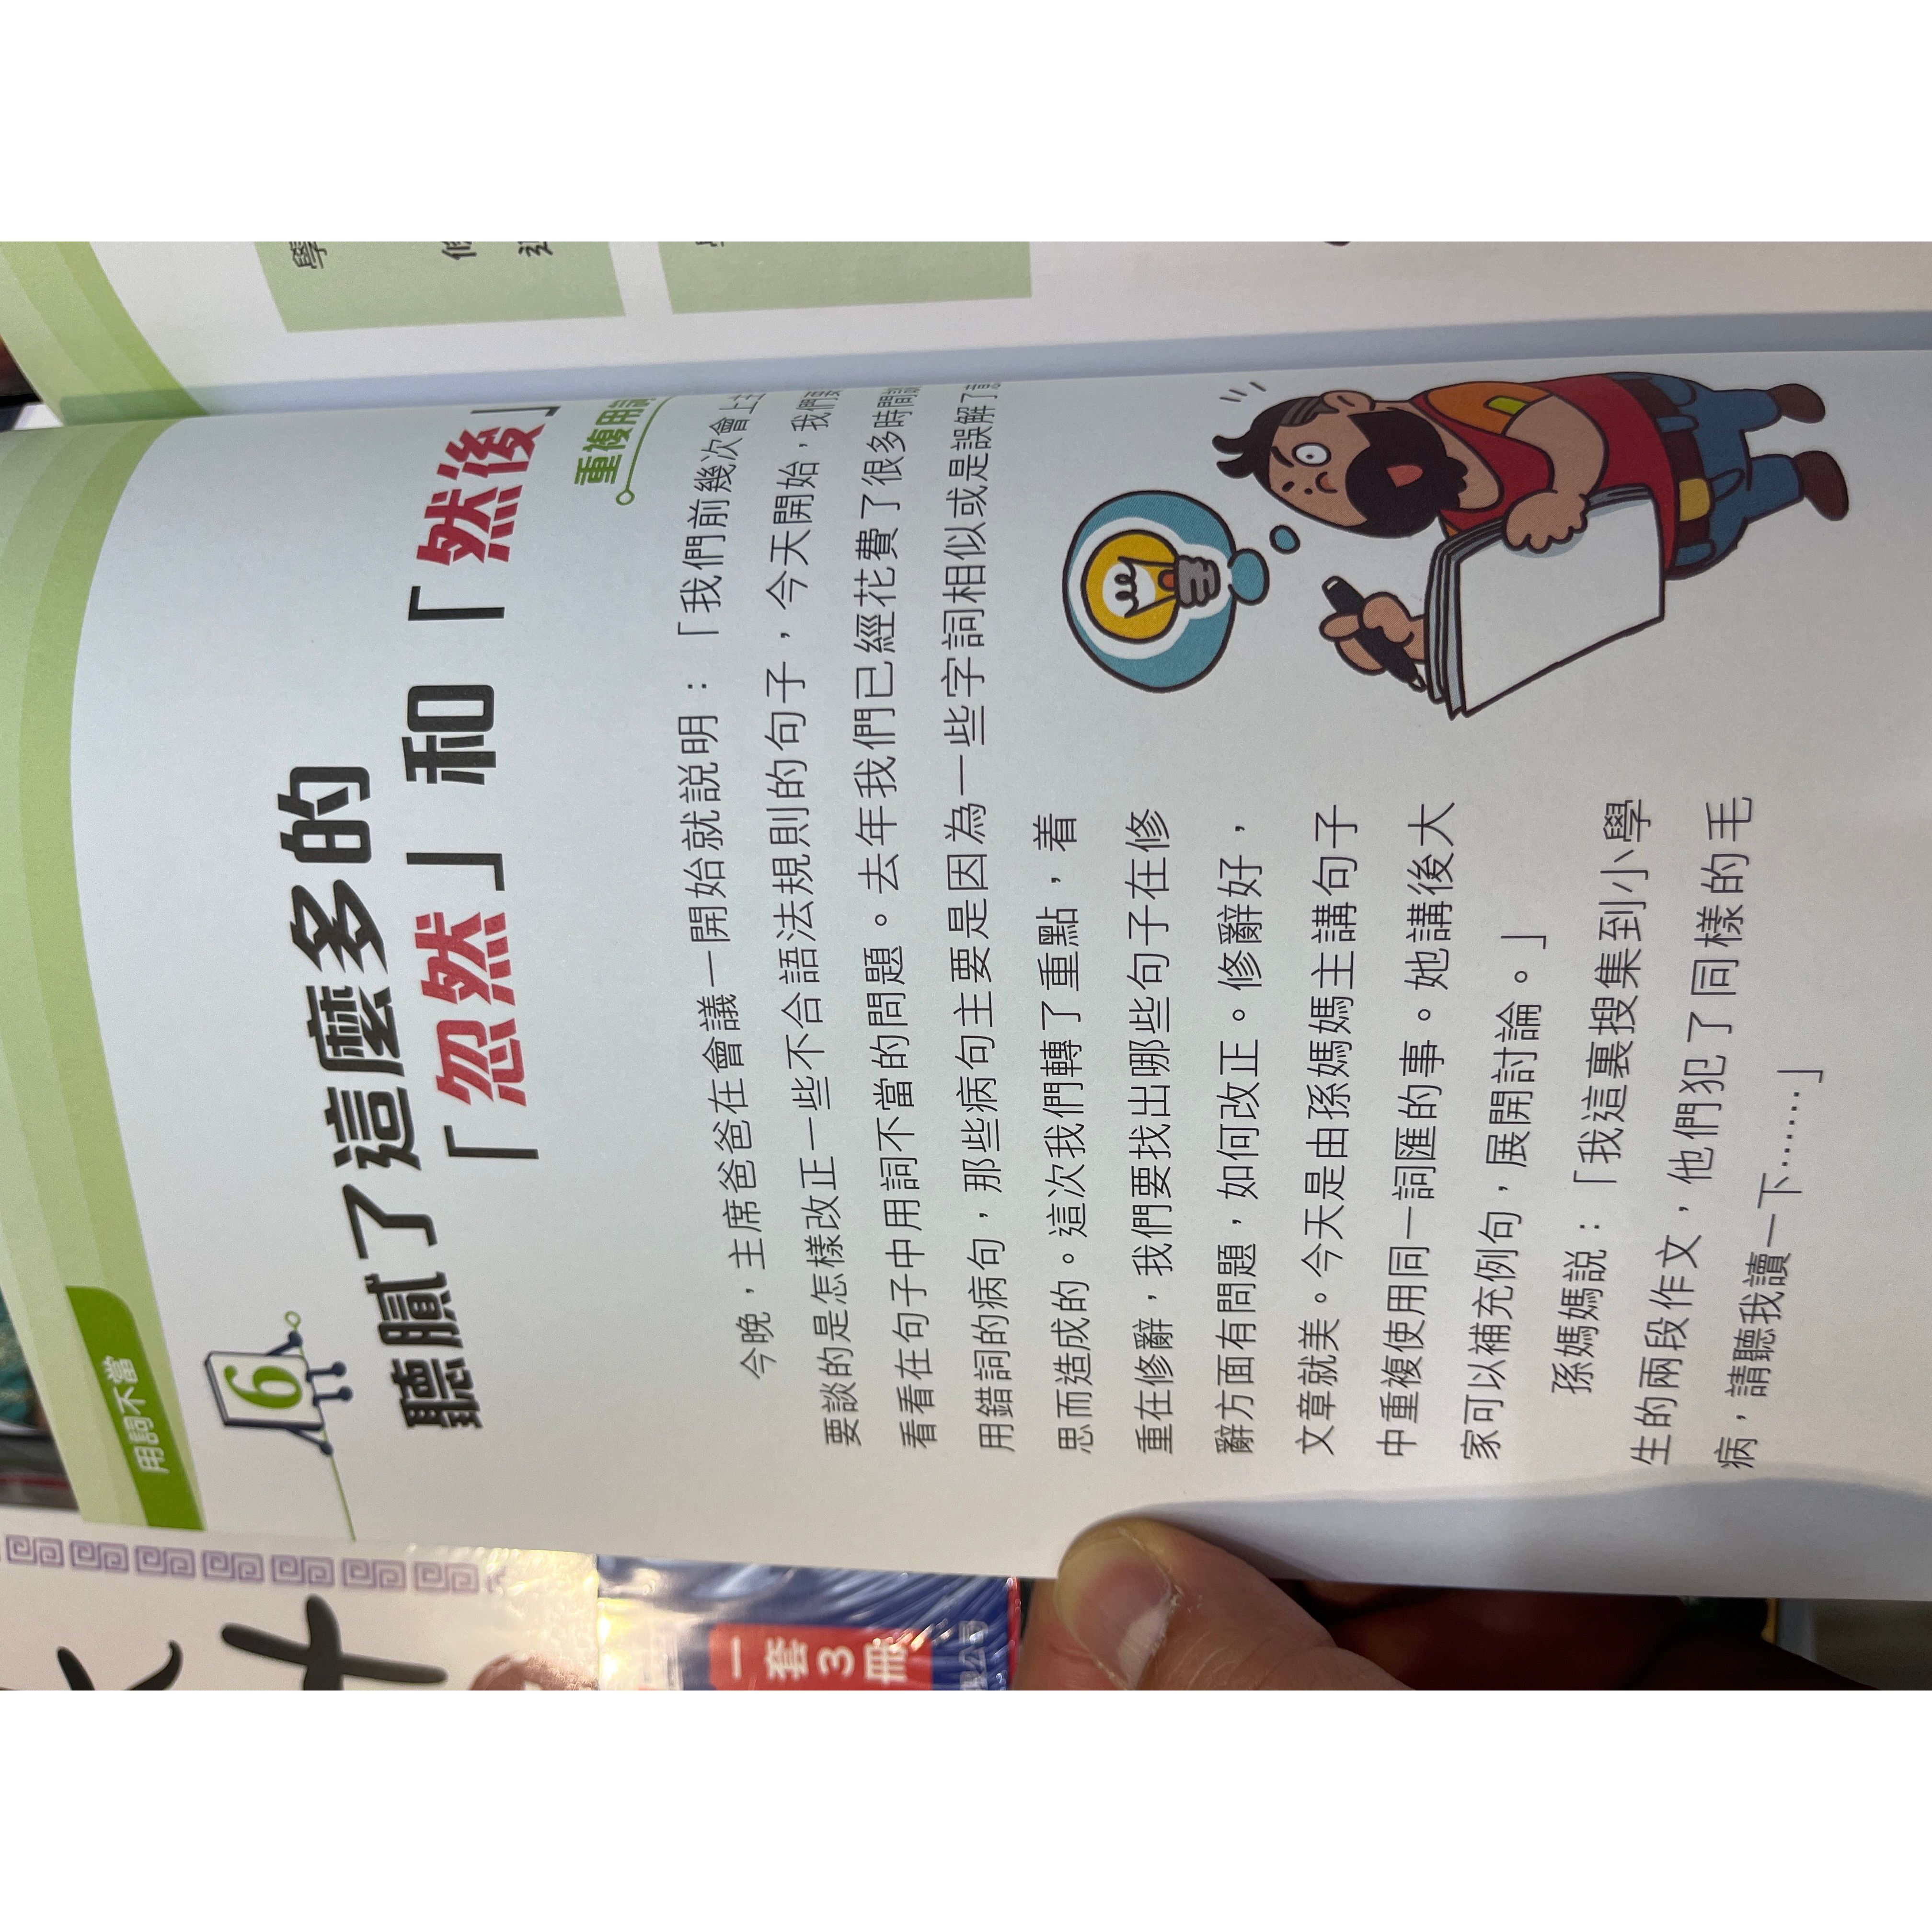 用詞不當
6
聽膩了這麼多的
「忽然」和「然後」
重複用
今晚，主席爸爸在會議一開始就説明：「我們前幾次會上
要談的是怎樣改正一些不合語法規則的句子，今天開始，我們
看看在句子中用詞不當的問題。去年我們已經花費了很多時間
用錯詞的病句，那些病句主要是因為一些字詞相似或是誤解了
思而造成的。這次我們轉了重點，着
重在修辭，我們要找出哪些句子在修
辭方面有問題，如何改正。修辭好，
文章就美。今天是由孫媽媽主講句子
中重複使用同一詞匯的事。她講後大
家可以補充例句，展開討論。」
孫媽媽説：「我這裏搜集到小學
生的兩段作文，他們犯了同樣的毛
病，請聽我讀一下……」
學
一套3冊